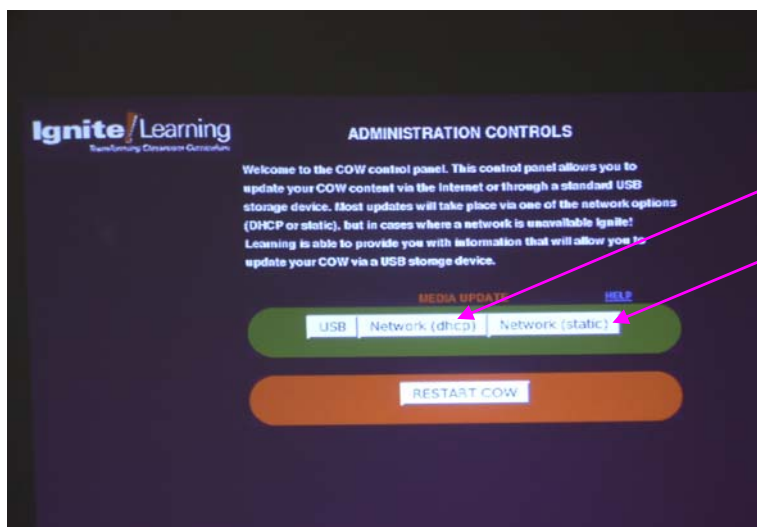 Ignite!Learning
Transforming Classroom Curriculum
ADMINISTRATION CONTROLS
Welcome to the COW control panel. This control panel allows you to
update your COW content via the Internet or through a standard USB
storage device. Most updates will take place via one of the network options
(DHCP or static), but in cases where a network is unavailable Ignite!
Learning is able to provide you with information that will allow you to
update your COW via a USB storage device.
MEDIA UPDATE HELP
USB Network (dhcp) Network (static)
RESTART COW